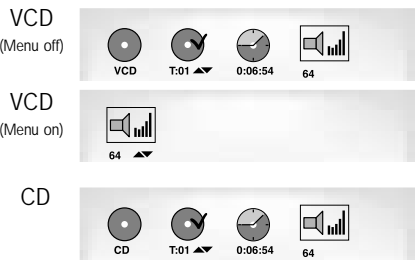 VCD
(Menu off)
VCD T:01 0:06:54 64
VCD
(Menu on)
64
CD
CD T:01 0:06:54 64